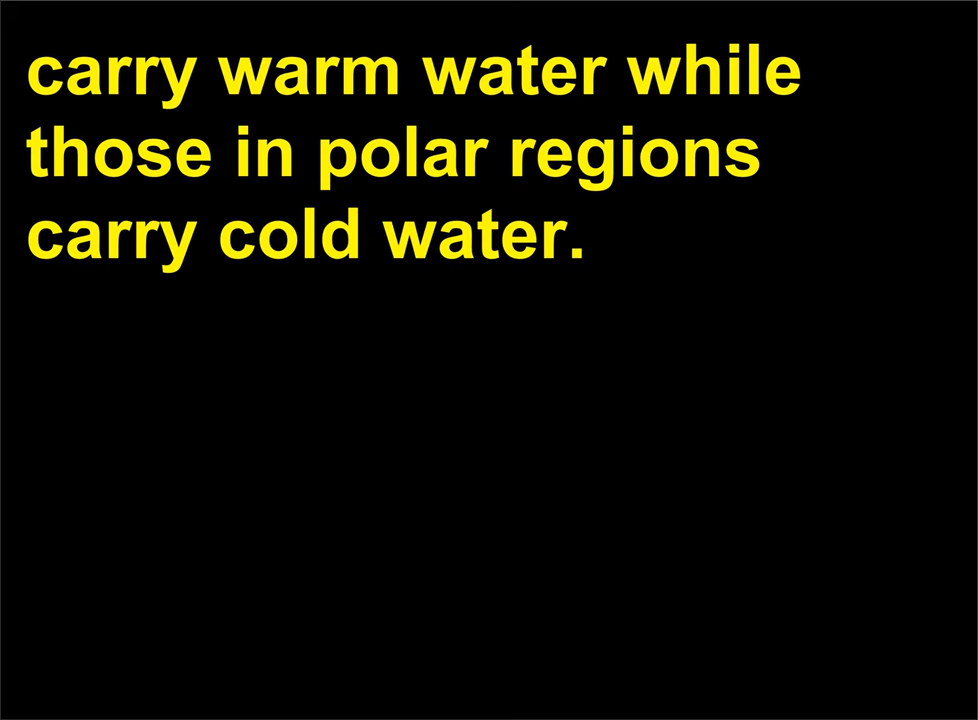 carry warm water while
those in polar regions
carry cold water.